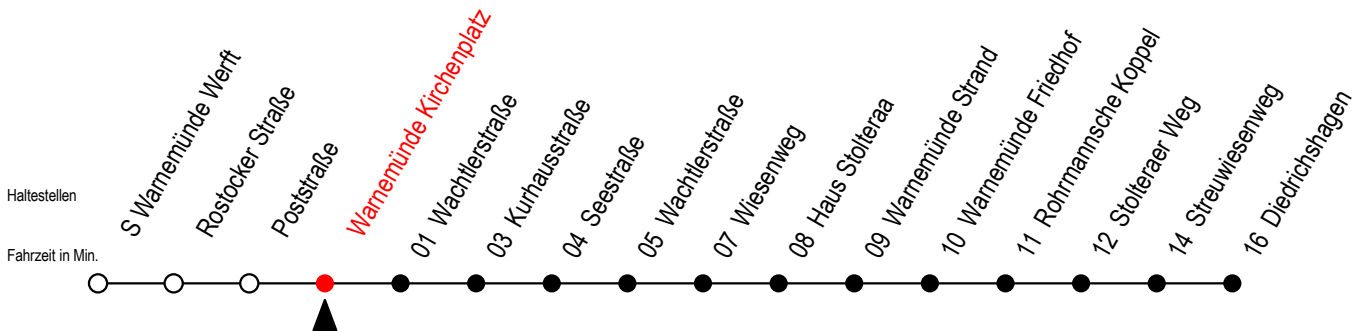 Haltestellen
Fahrzeit in Min.
S Warnemünde Werft
Rostocker Straße
Poststraße
Warnemünde Kirchenplatz
01 Wachtlerstraße
03 Kurhausstraße
04 Seestraße
05 Wachtlerstraße
07 Wiesenweg
08 Haus Stolteraa
09 Warnemünde Strand
10 Warnemünde Friedhof
11 Rohrmannsche Koppel
12 Stolteraer Weg
14 Streuwiesenweg
16 Diedrichshagen